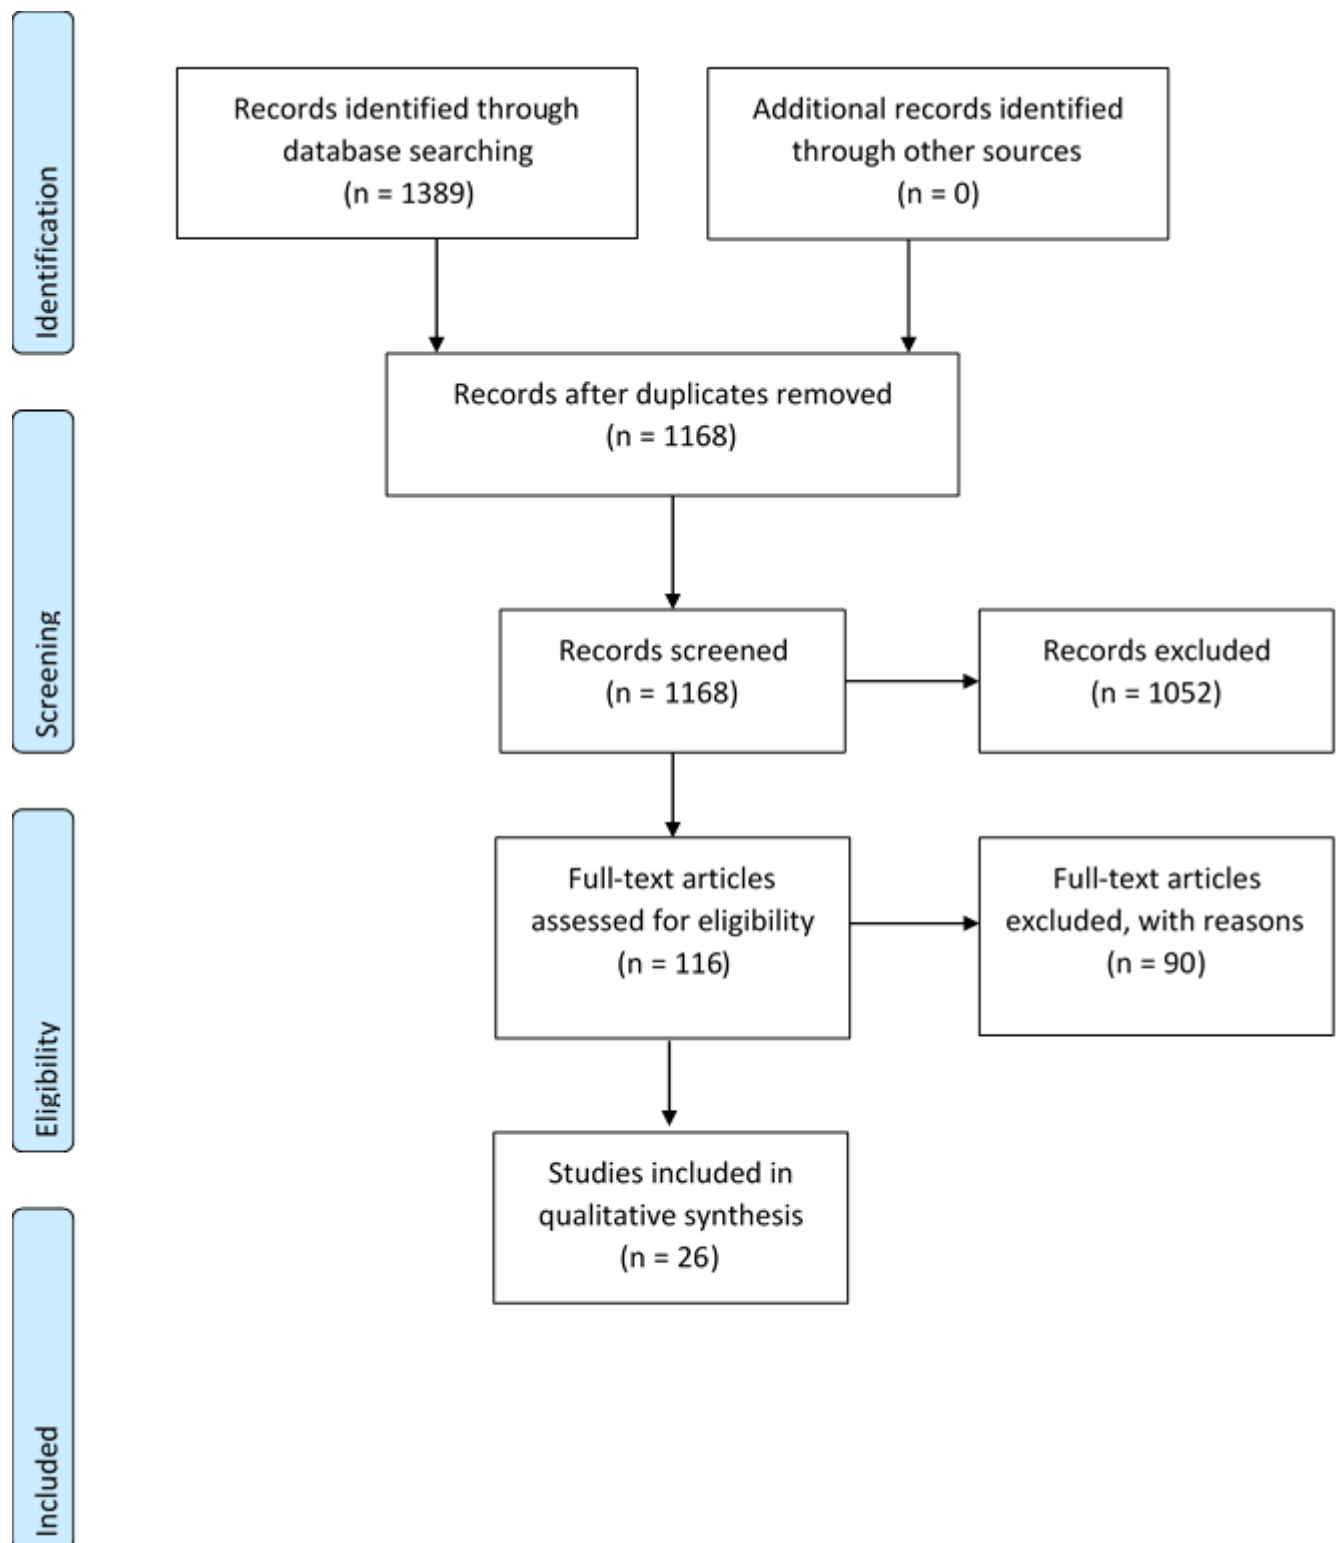 Identification
Records identified through
database searching
(n = 1389)
Additional records identified
through other sources
(n = 0)
Records after duplicates removed
(n = 1168)
Screening
Records screened
(n = 1168)
Records excluded
(n = 1052)
Eligibility
Full-text articles
assessed for eligibility
(n = 116)
Full-text articles
excluded, with reasons
(n = 90)
Included
Studies included in
qualitative synthesis
(n = 26)